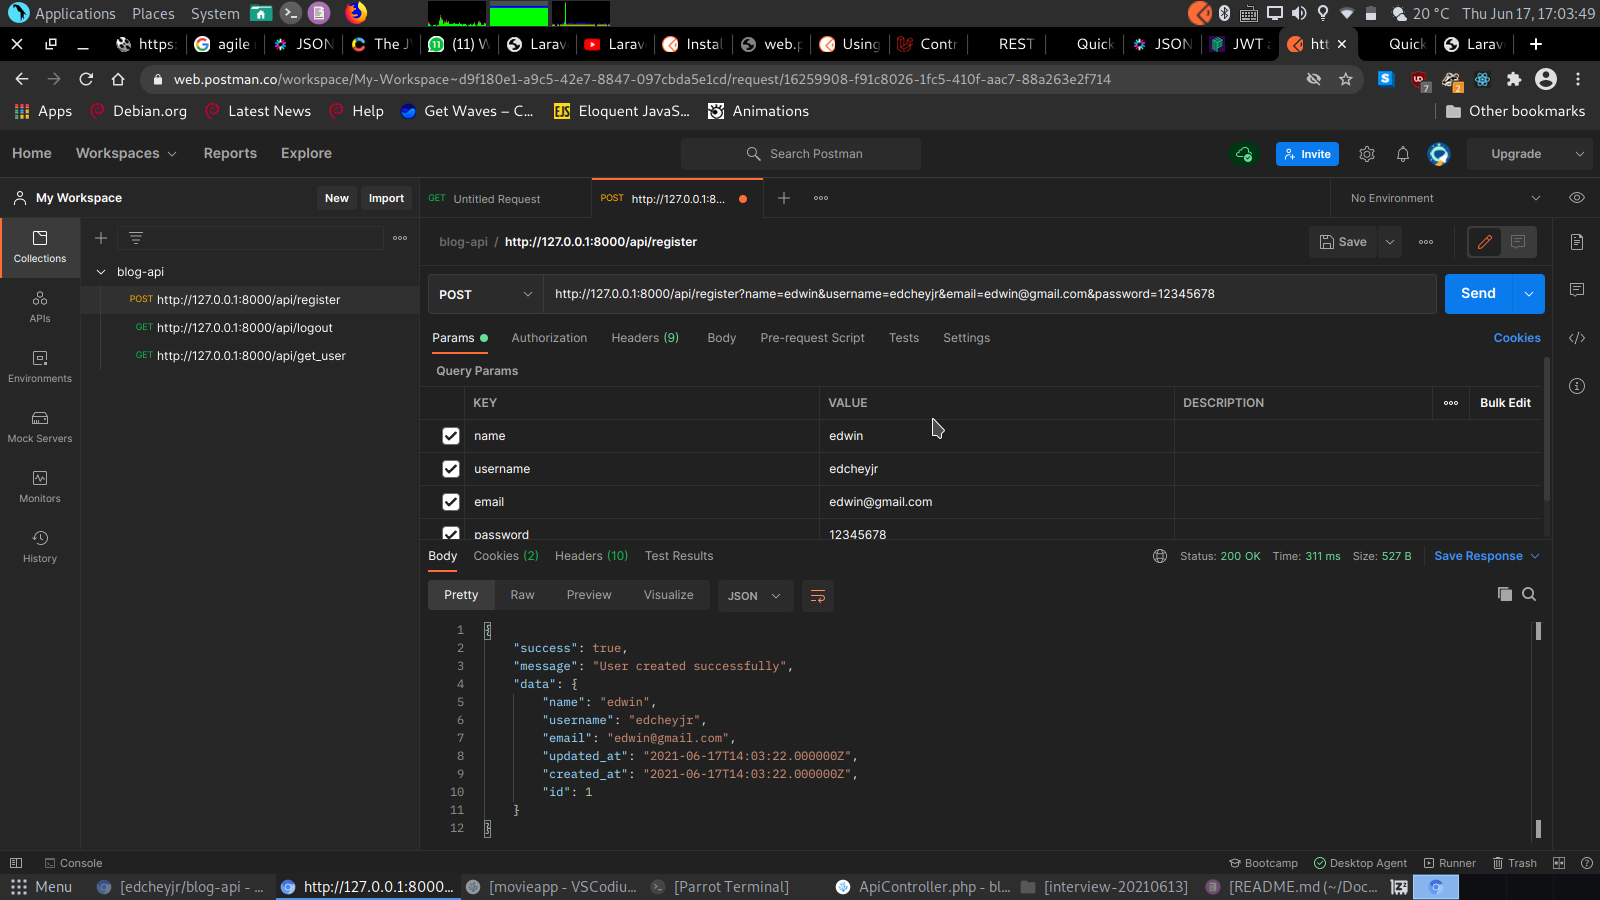 Applications Places System 20 °C Thu Jun 17, 17:03:49
https: agile JSON The J (11) W Larav Larav Instal web.p Using Contr REST Quick JSON JWT a htt Quick Larav
web.postman.co/workspace/My-Workspace~d9f180e1-a9c5-42e7-8847-097cbda5e1cd/request/16259908-f91c8026-1fc5-410f-aac7-88a263e2f714 7 2
Apps Debian.org Latest News Help Get Waves – C... Eloquent JavaS... Animations Other bookmarks
Home Workspaces Reports Explore Search Postman Invite Upgrade
My Workspace New Import GET Untitled Request POST http://127.0.0.1:8... No Environment
blog-api / http://127.0.0.1:8000/api/register Save
Collections
blog-api
POST http://127.0.0.1:8000/api/register
GET http://127.0.0.1:8000/api/logout
GET http://127.0.0.1:8000/api/get_user
APIs
Environments
Mock Servers
Monitors
History
POST http://127.0.0.1:8000/api/register?name=edwin&username=edcheyjr&email=edwin@gmail.com&password=12345678 Send
Params Authorization Headers (9) Body Pre-request Script Tests Settings Cookies
Query Params
KEY VALUE DESCRIPTION Bulk Edit
name edwin
username edcheyjr
email edwin@gmail.com
password 12345678
Body Cookies (2) Headers (10) Test Results Status: 200 OK Time: 311 ms Size: 527 B Save Response
Pretty Raw Preview Visualize JSON
1 {
2 "success": true,
3 "message": "User created successfully",
4 "data": {
5 "name": "edwin",
6 "username": "edcheyjr",
7 "email": "edwin@gmail.com",
8 "updated_at": "2021-06-17T14:03:22.000000Z",
9 "created_at": "2021-06-17T14:03:22.000000Z",
10 "id": 1
11 }
12 }
Console Bootcamp Desktop Agent Runner Trash
Menu [edcheyjr/blog-api - ... http://127.0.0.1:8000... [movieapp - VSCodiu... [Parrot Terminal] ApiController.php - bl... [interview-20210613] [README.md (~/Doc...